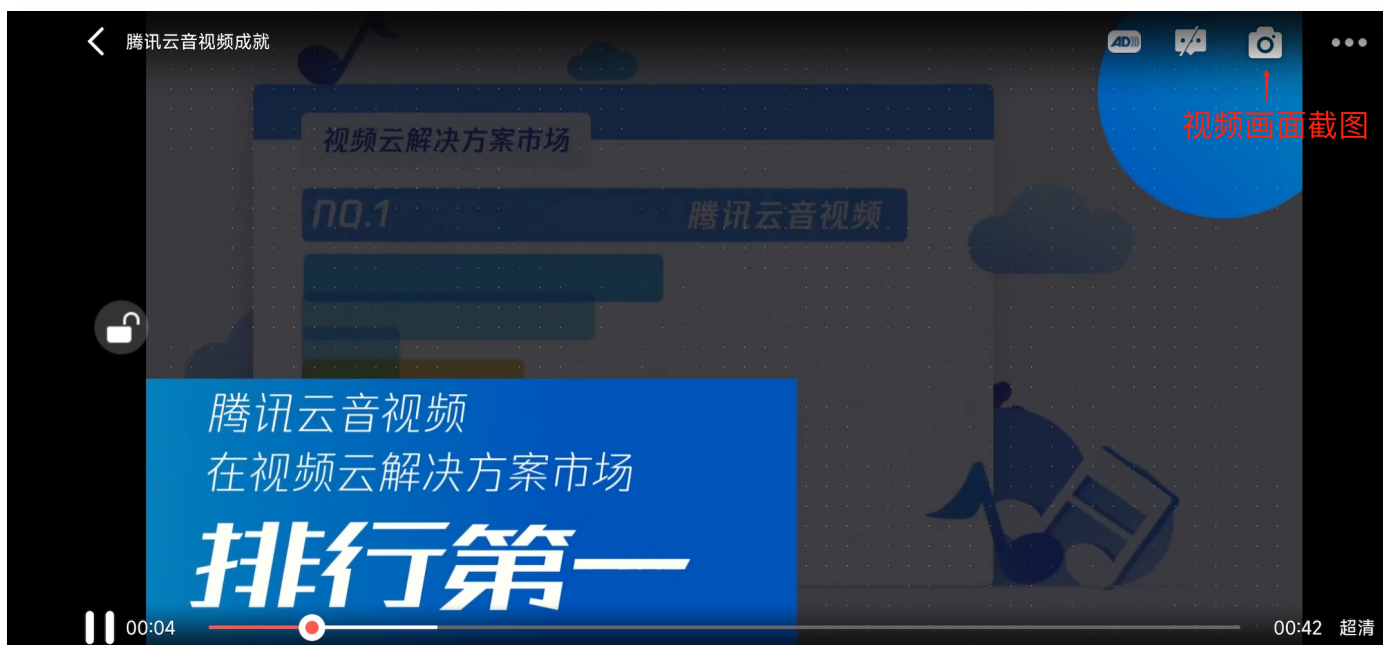 腾讯云音视频成就
AD
视频画面截图
视频云解决方案市场
no.1 腾讯云音视频
腾讯云音视频
在视频云解决方案市场
排行第一
00:04
00:42 超清